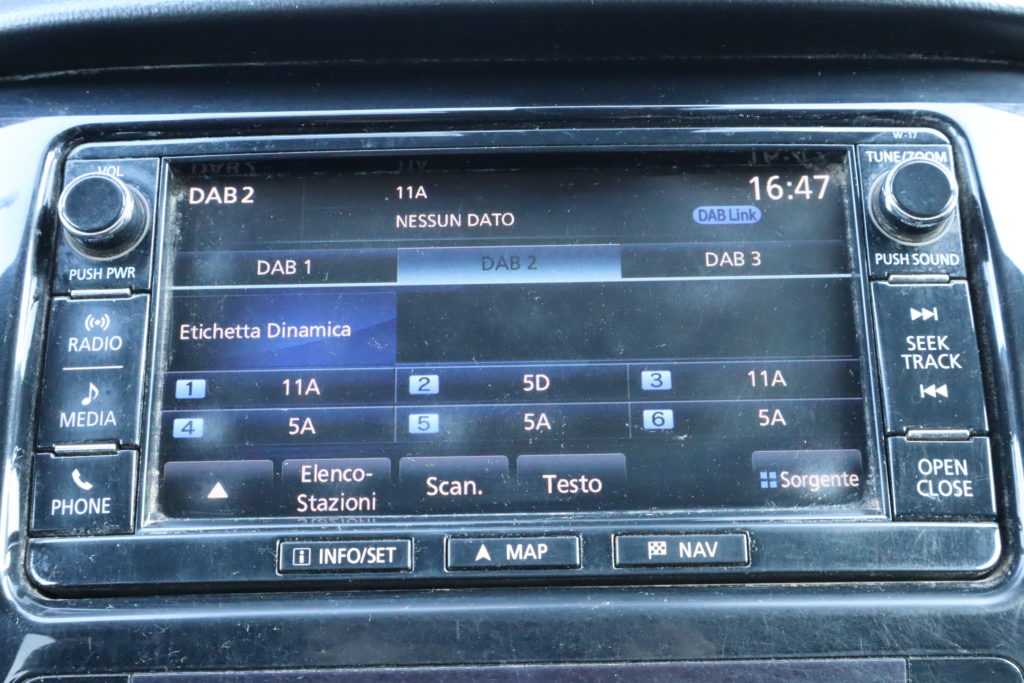 W-17
VOL
TUNE/ZOOM
DAB 2
11A
16:47
NESSUN DATO
DAB Link
PUSH PWR
PUSH SOUND
DAB 1
DAB 2
DAB 3
RADIO
MEDIA
PHONE
Etichetta Dinamica
1 11A
2 5D
3 11A
4 5A
5 5A
6 5A
Elenco-
Stazioni
Scan.
Testo
Sorgente
SEEK
TRACK
OPEN
CLOSE
INFO/SET
MAP
NAV